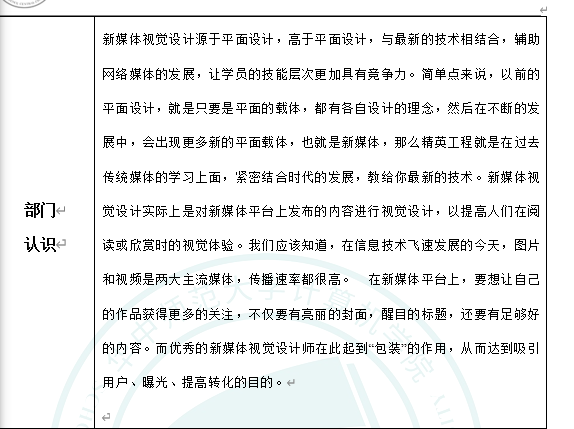 新媒体视觉设计源于平面设计，高于平面设计，与最新的技术相结合，辅助
网络媒体的发展，让学员的技能层次更加具有竞争力。简单点来说，以前的
平面设计，就是只要是平面的载体，都有各自设计的理念，然后在不断的发
展中，会出现更多新的平面载体，也就是新媒体，那么精英工程就是在过去
传统媒体的学习上面，紧密结合时代的发展，教给你最新的技术。新媒体视
部门
觉设计实际上是对新媒体平台上发布的内容进行视觉设计，以提高人们在阅
认识
读或欣赏时的视觉体验。我们应该知道，在信息技术飞速发展的今天，图片
和视频是两大主流媒体，传播速率都很高。 在新媒体平台上，要想让自己
的作品获得更多的关注，不仅要有亮丽的封面，醒目的标题，还要有足够好
的内容。而优秀的新媒体视觉设计师在此起到“包装”的作用，从而达到吸引
用户、曝光、提高转化的目的。
师范大学计算机学院